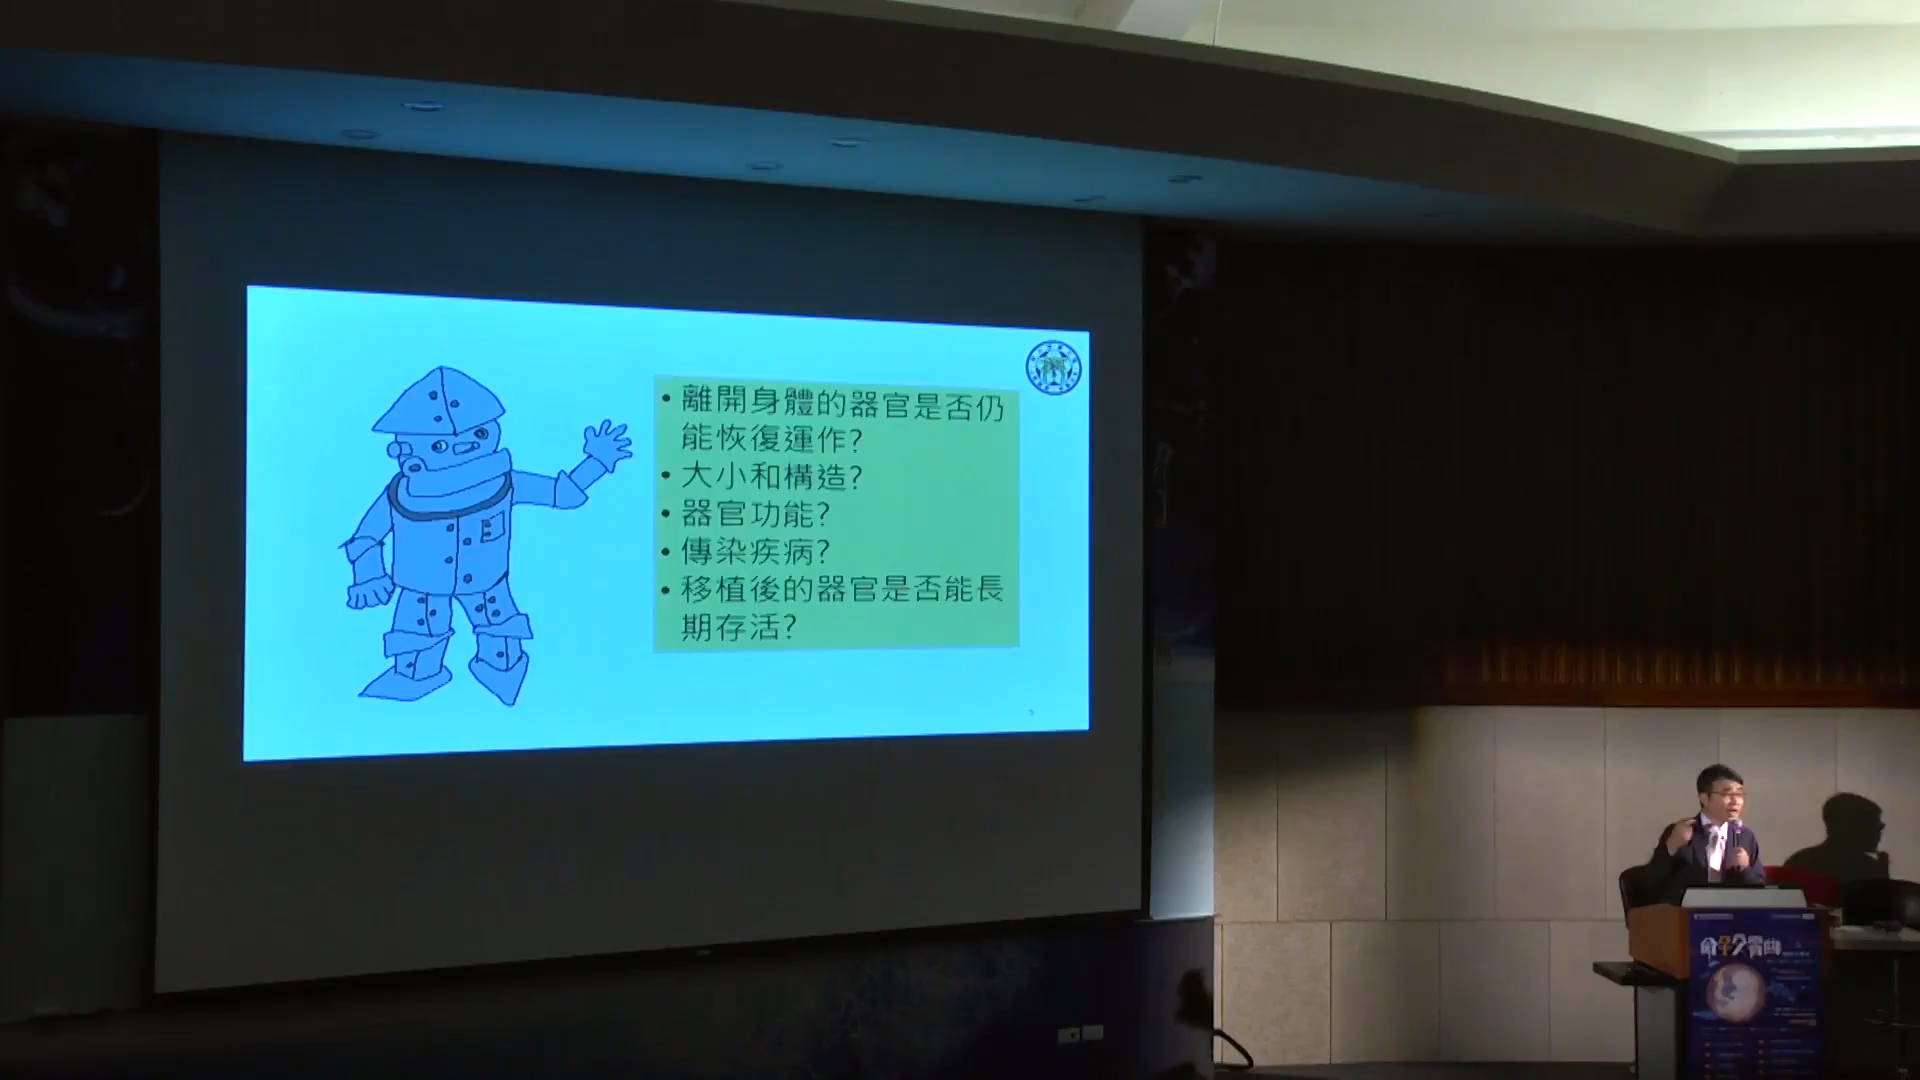 • 離開身體的器官是否仍
能恢復運作?
• 大小和構造?
• 器官功能?
• 傳染疾病?
• 移植後的器官是否能長
期存活?